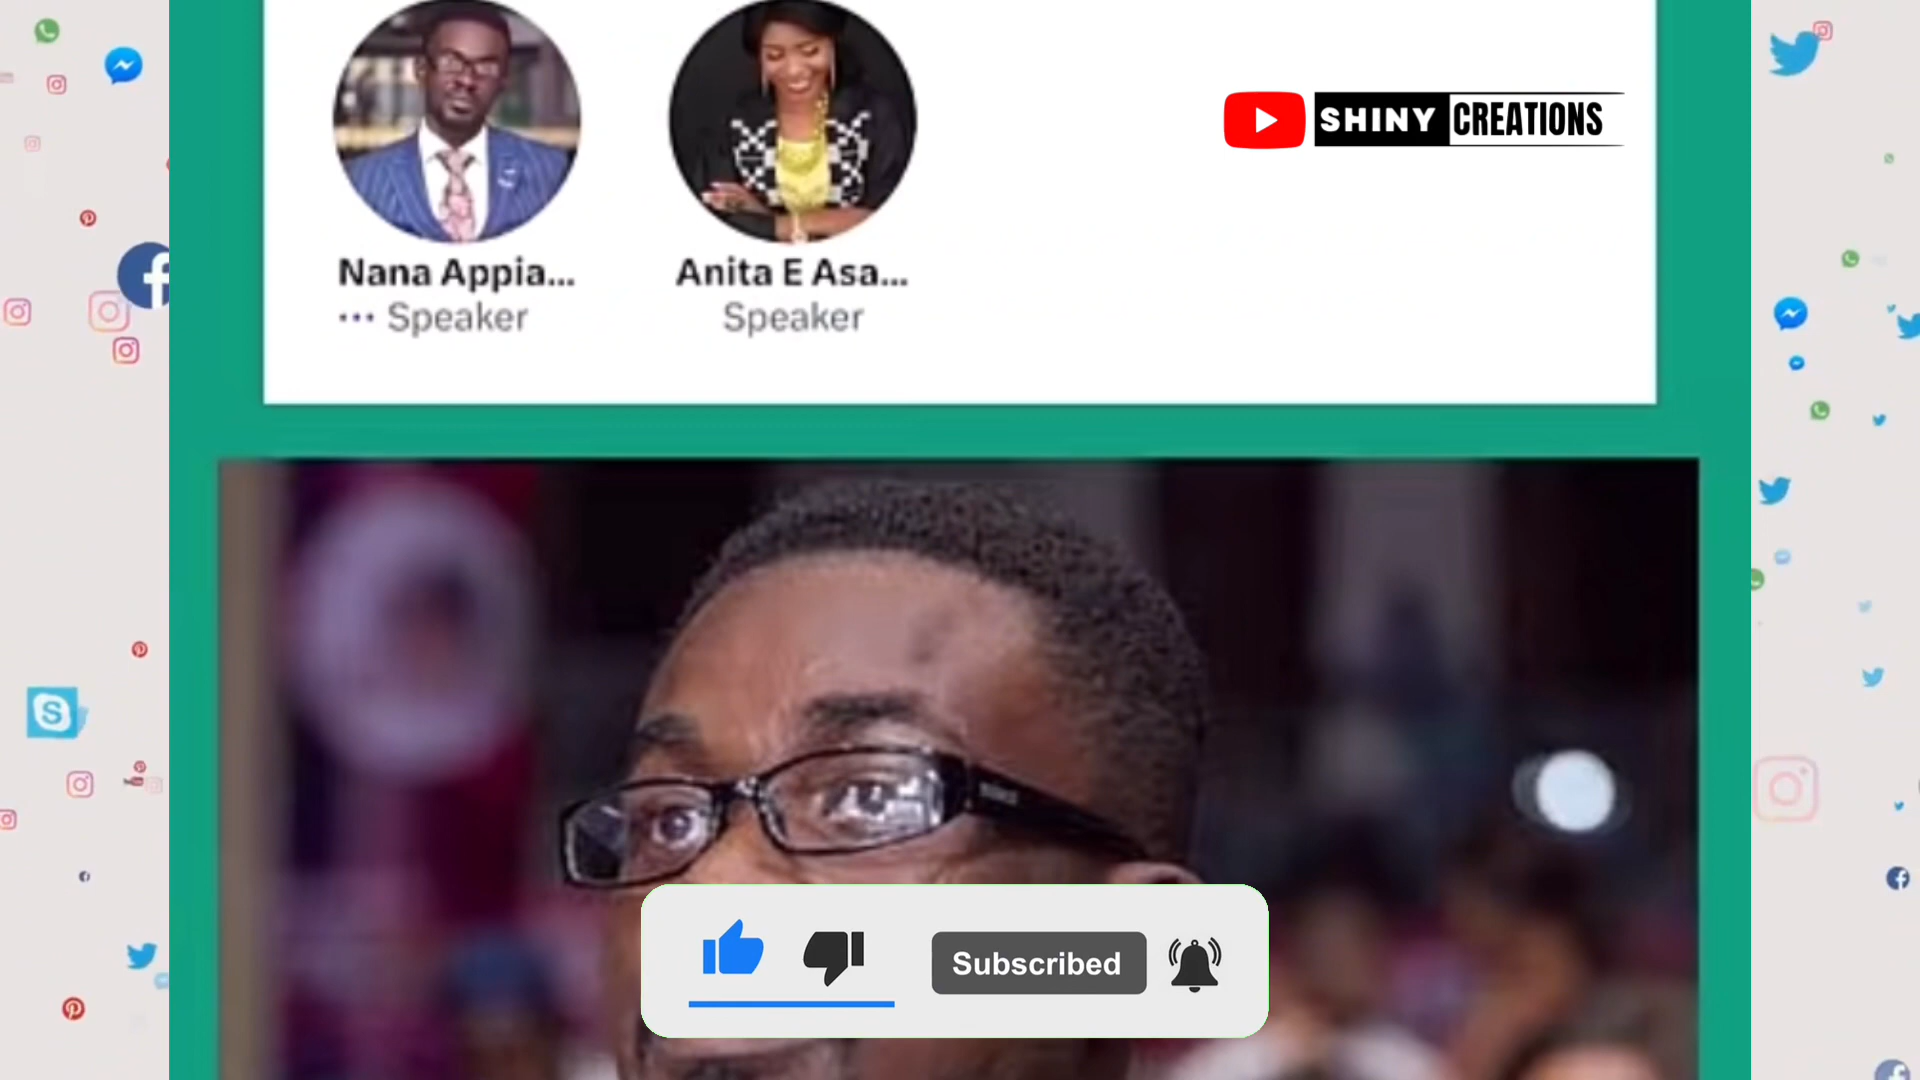 SHINY CREATIONS
Nana Appia... Anita E Asa...
••• Speaker Speaker
Subscribed